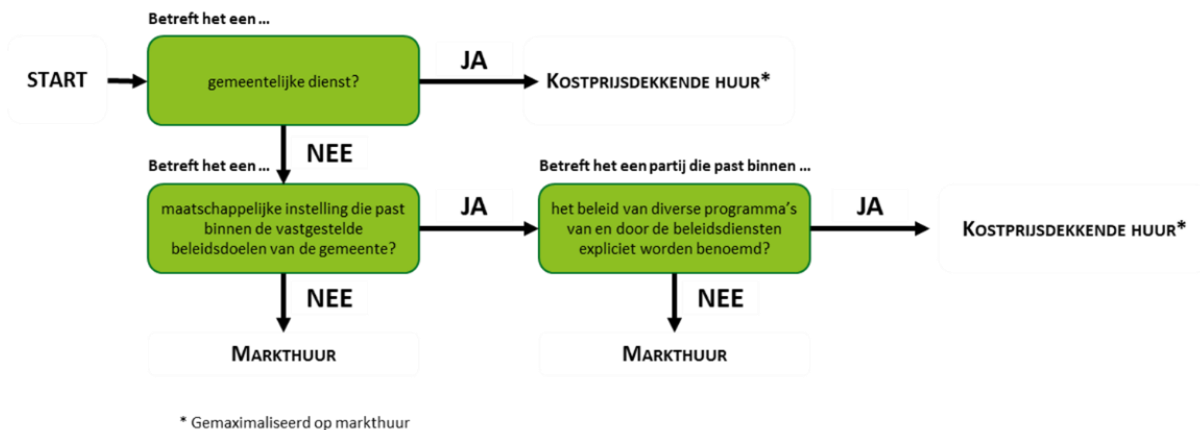 Betreft het een ...
START
gemeentelijke dienst?
JA
KOSTPRIJSDEKKENDE HUUR*
NEE
Betreft het een ...
maatschappelijke instelling die past
binnen de vastgestelde
beleidsdoelen van de gemeente?
JA
Betreft het een partij die past binnen ...
het beleid van diverse programma's
van en door de beleidsdiensten
expliciet worden benoemd?
JA
KOSTPRIJSDEKKENDE HUUR*
NEE
MARKTHUUR
NEE
MARKTHUUR
* Gemaximaliseerd op markthuur